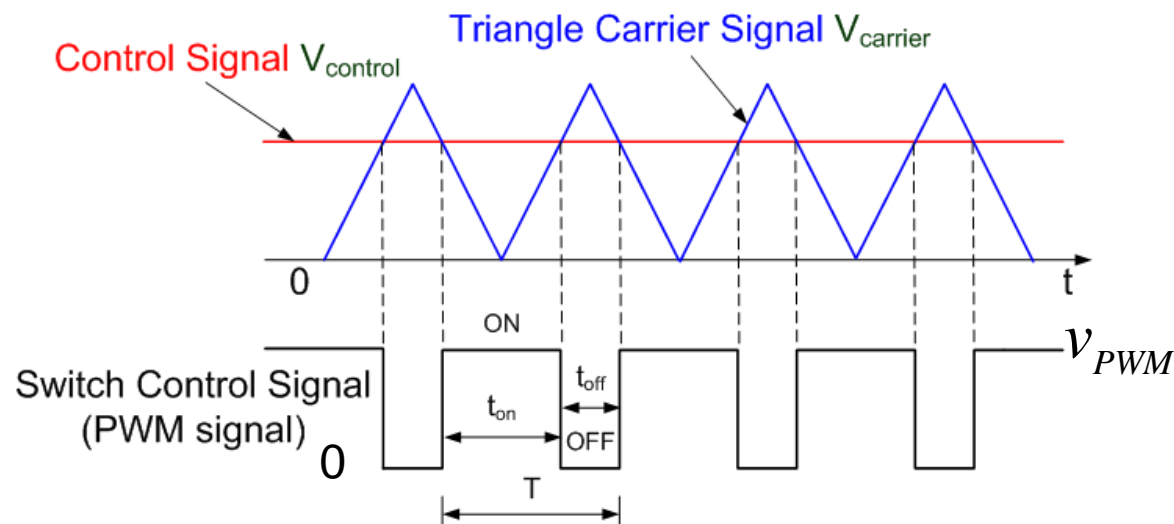 Triangle Carrier Signal Vcarrier
Control Signal Vcontrol
0
t
ON
vPWM
Switch Control Signal
(PWM signal)
ton
toff
OFF
0
T